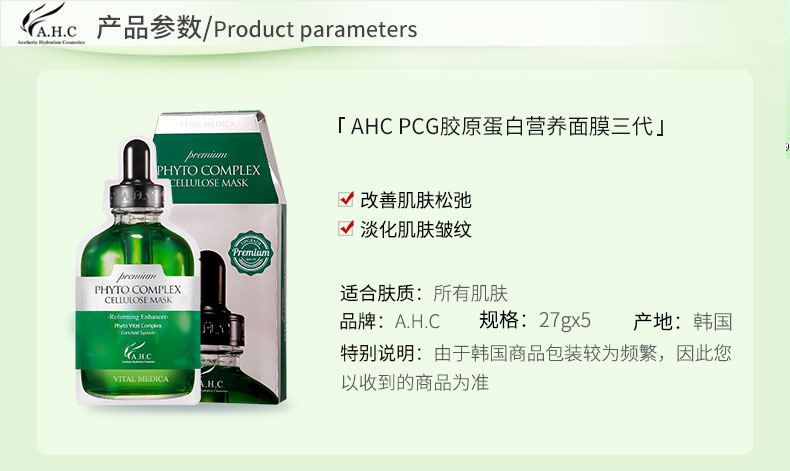 A.H.C
Aesthetic Hydration Cosmetics
产品参数/Product parameters
VITAL MEDICA
premium
PHYTO COMPLEX
CELLULOSE MASK
Premium
premium
PHYTO COMPLEX
CELLULOSE MASK
-Reforming Enhancer-
Phyto Vital Complex
Enriched System
A.H.C
VITAL MEDICA
A.H.C
VITAL MEDICA
「 AHC PCG胶原蛋白营养面膜三代」
改善肌肤松弛
淡化肌肤皱纹
适合肤质：所有肌肤
品牌：A.H.C 规格：27gx5 产地：韩国
特别说明：由于韩国商品包装较为频繁，因此您
以收到的商品为准